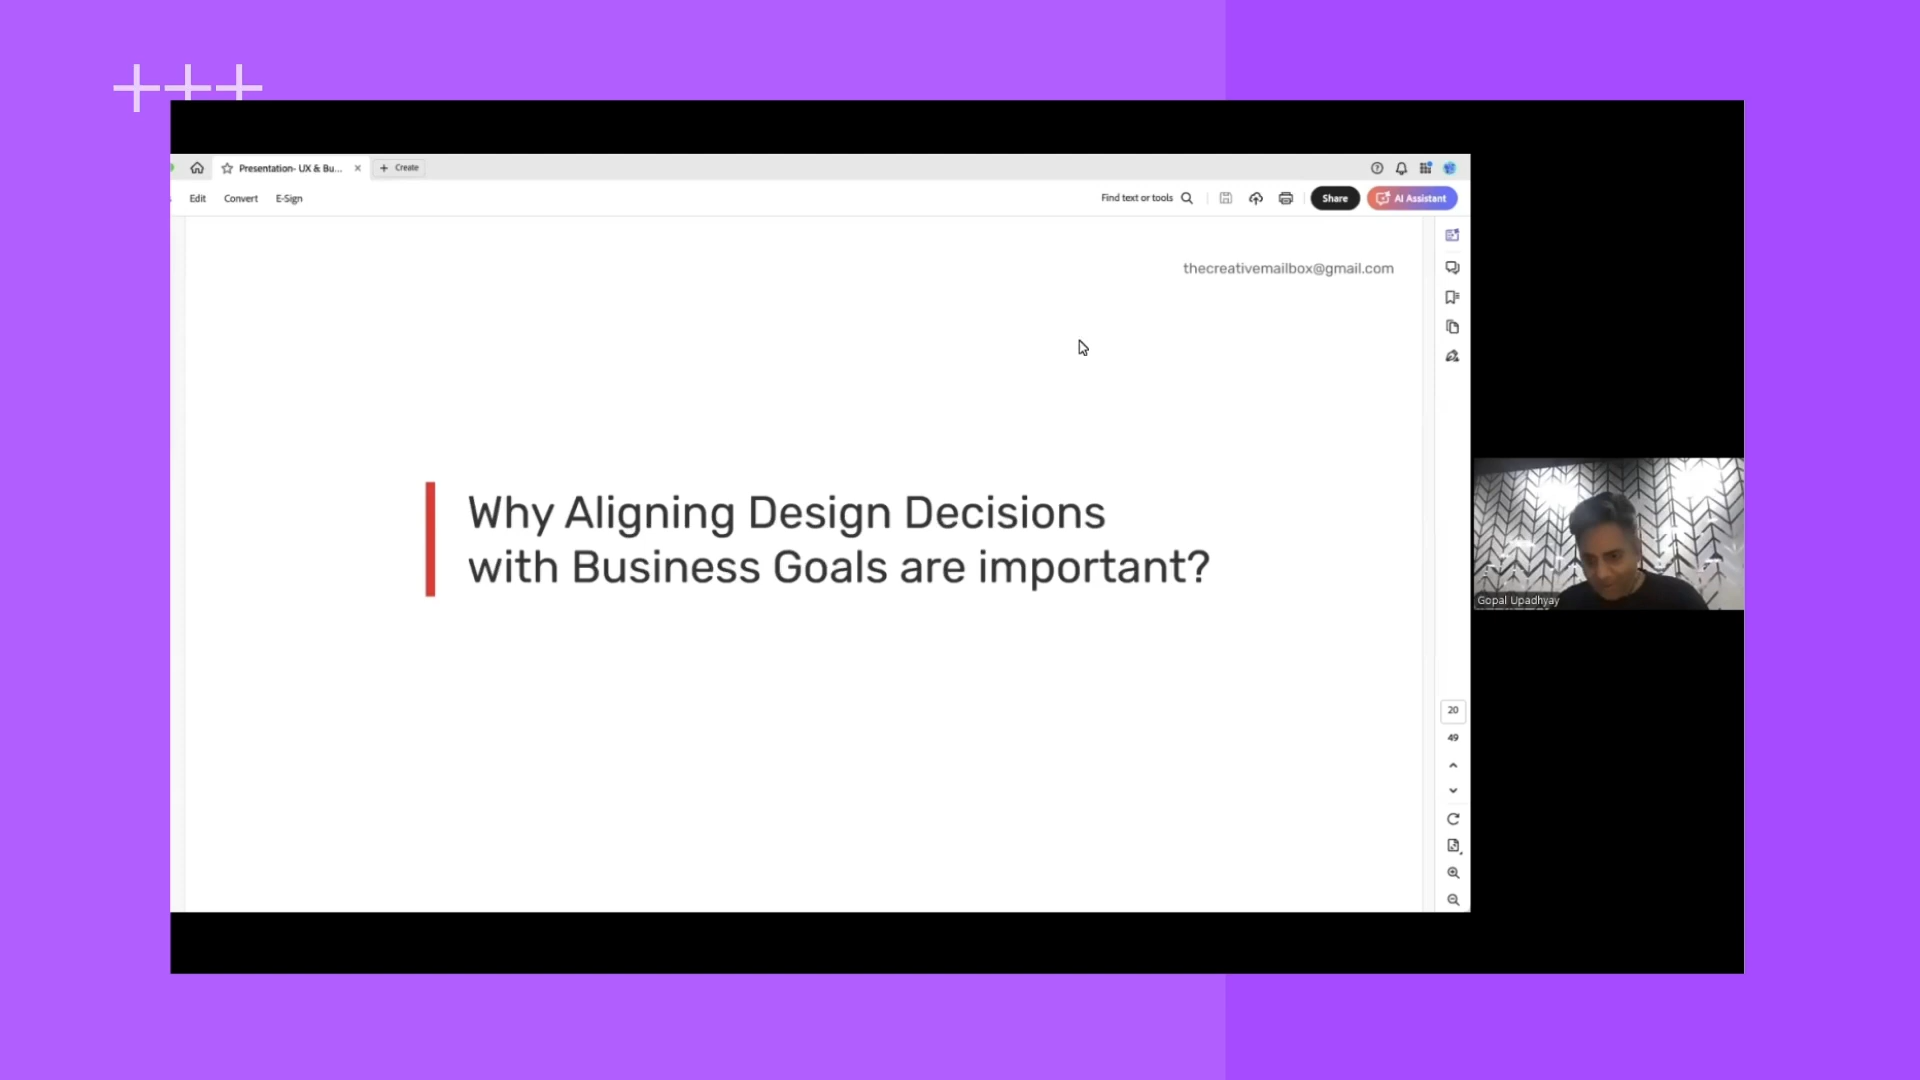 Presentation- UX & Bu...
Create
Edit
Convert
E-Sign
Find text or tools
Share
AI Assistant
thecreativemailbox@gmail.com
Why Aligning Design Decisions
with Business Goals are important?
Gopal Upadhyay
20
49